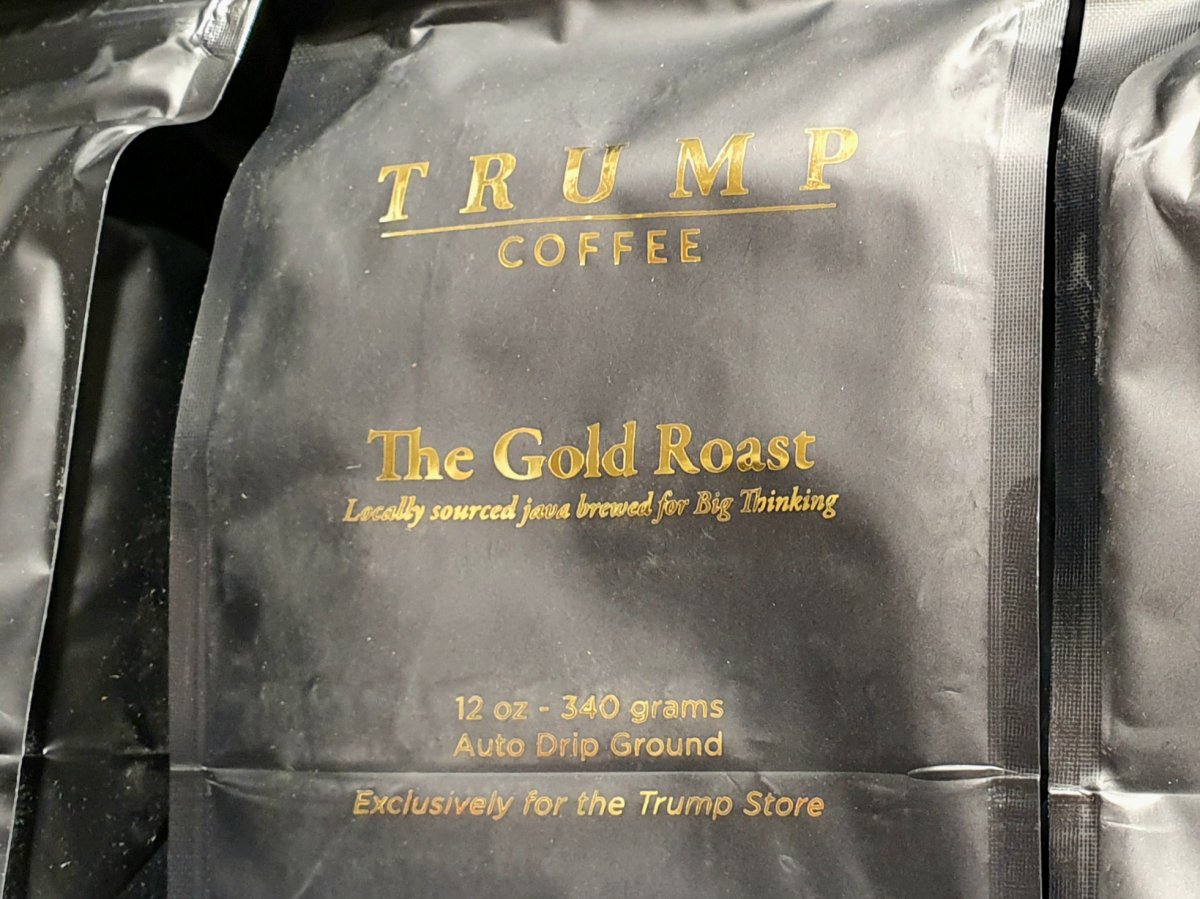 TRUMP
COFFEE
The Gold Roast
Locally sourced java brewed for Big Thinking
12 oz - 340 grams
Auto Drip Ground
Exclusively for the Trump Store